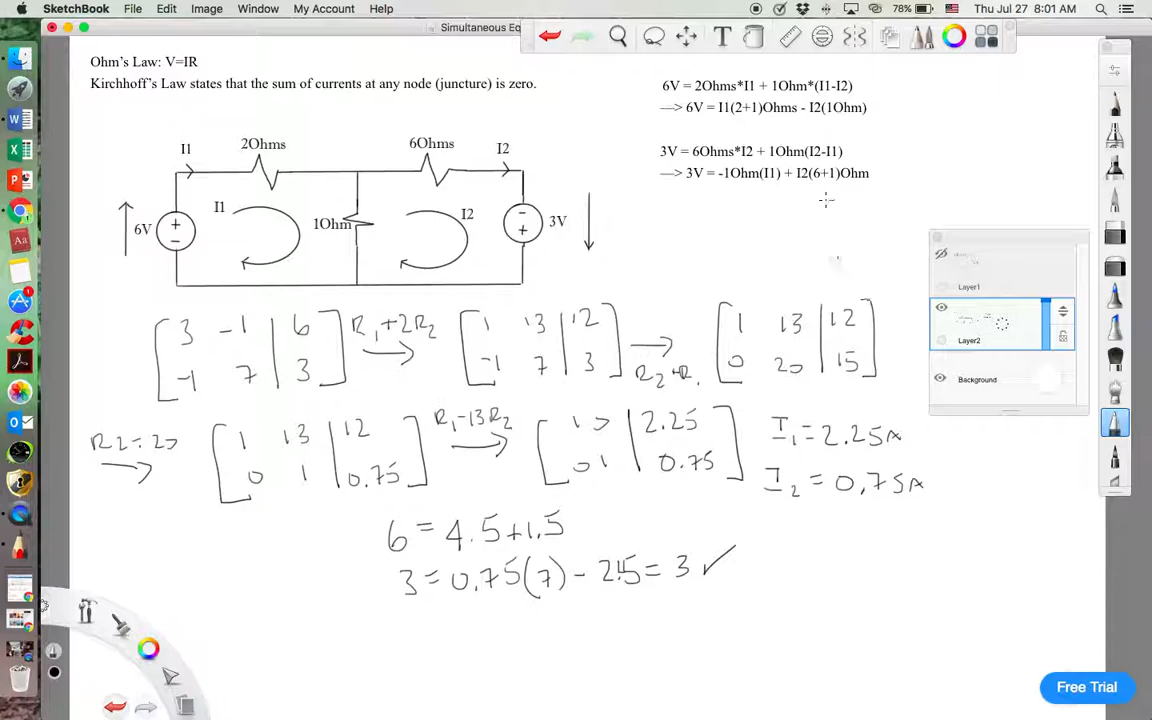 SketchBook File Edit Image Window My Account Help 78% Thu Jul 27 8:01 AM
Simultaneous Eq
Ohm's Law: V=IR
Kirchhoff's Law states that the sum of currents at any node (juncture) is zero.
6V = 2Ohms*I1 + 1Ohm*(I1-I2)
—> 6V = I1(2+1)Ohms - I2(1Ohm)
3V = 6Ohms*I2 + 1Ohm(I2-I1)
—> 3V = -1Ohm(I1) + I2(6+1)Ohm
I1 2Ohms 6Ohms I2
I1 1Ohm I2
6V + − - + 3V
Layer1
Layer2
Background
3 -1 | 6 R1+2R2 1 13 | 12 1 13 | 12
-1 7 | 3 -1 7 | 3 R2+R1 0 20 | 15
R2÷20 1 13 | 12 R1-13R2 1 0 | 2.25 I1=2.25A
0 1 | 0.75 0 1 | 0.75 I2=0.75A
6=4.5+1.5
3=0.75(7)-
=3 ✓
Free Trial